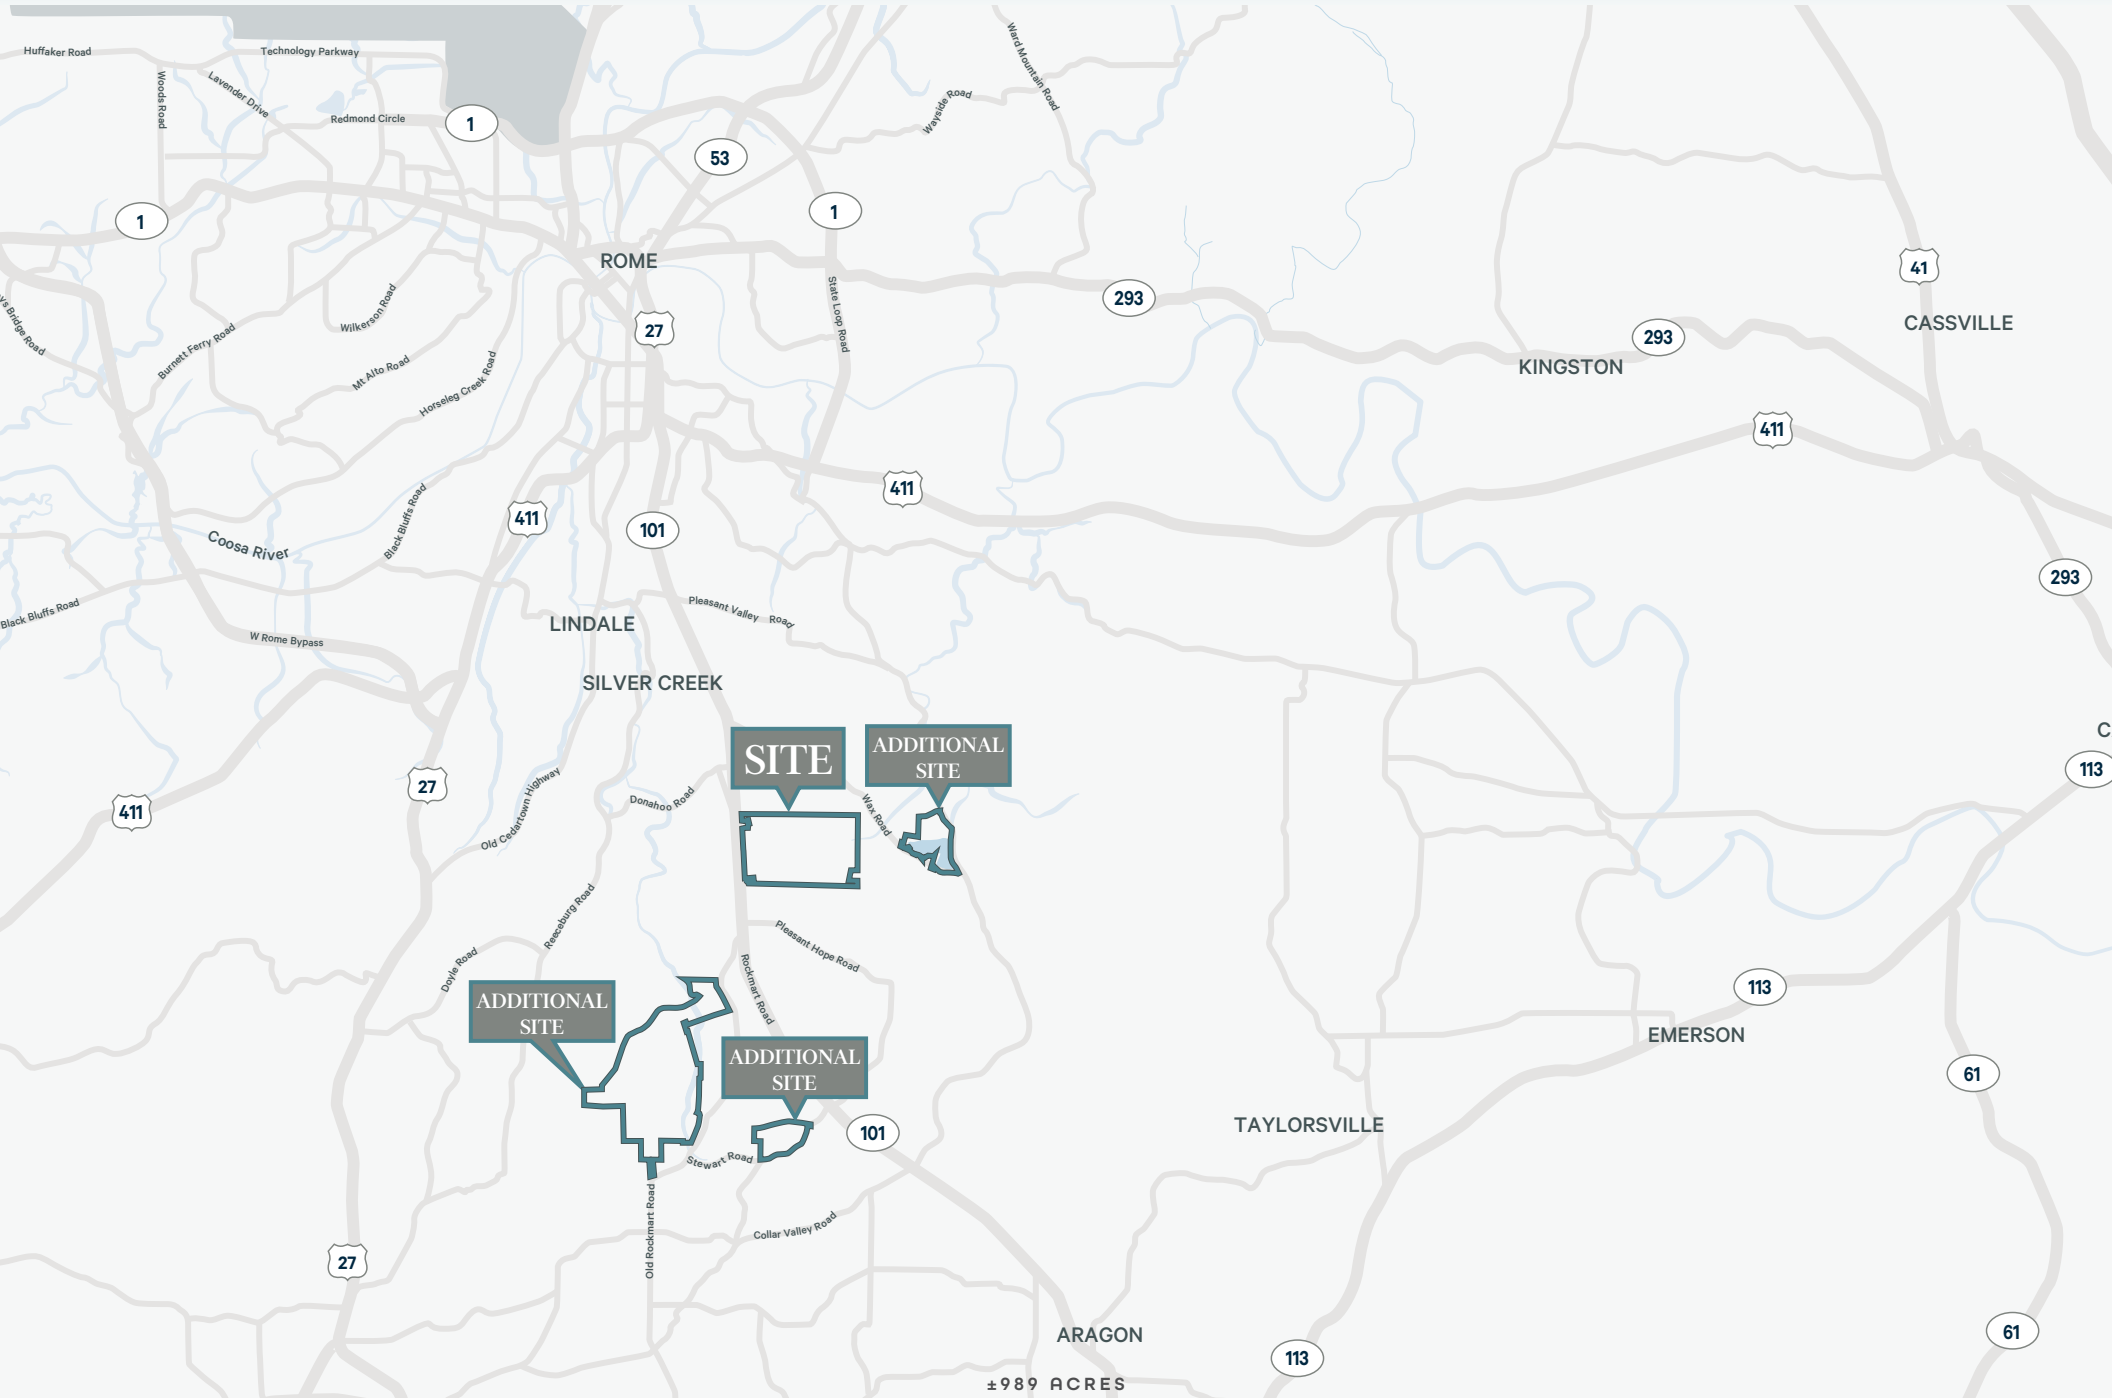 Huffaker Road
Technology Parkway
Ward Mountain Road
Woods Road
Lavender Drive
Wayside Road
Redmond Circle
1
53
1
1
ROME
41
State Loop Road
293
Wilkerson Road
Bridge Road
CASSVILLE
27
293
Burnett Ferry Road
KINGSTON
Mt Alto Road
Horseleg Creek Road
411
411
411
101
Black Bluffs Road
Coosa River
293
Black Bluffs Road
Pleasant Valley Road
LINDALE
W Rome Bypass
SILVER CREEK
C
SITE
ADDITIONAL
SITE
113
27
Donahoo Road
Old Cedartown Highway
Wax Road
411
Reeceburg Road
Pleasant Hope Road
Doyle Road
Rockmart Road
113
ADDITIONAL
SITE
EMERSON
ADDITIONAL
SITE
61
TAYLORSVILLE
101
Stewart Road
Old Rockmart Road
Collar Valley Road
27
ARAGON
61
113
±989 ACRES